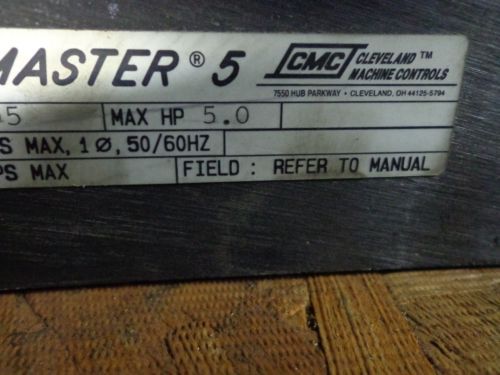 MASTER ® 5 CMC CLEVELAND ™
MACHINE CONTROLS
7550 HUB PARKWAY • CLEVELAND, OH 44125-5794
5 MAX HP 5.0
S MAX, 1Ø, 50/60HZ
PS MAX FIELD : REFER TO MANUAL